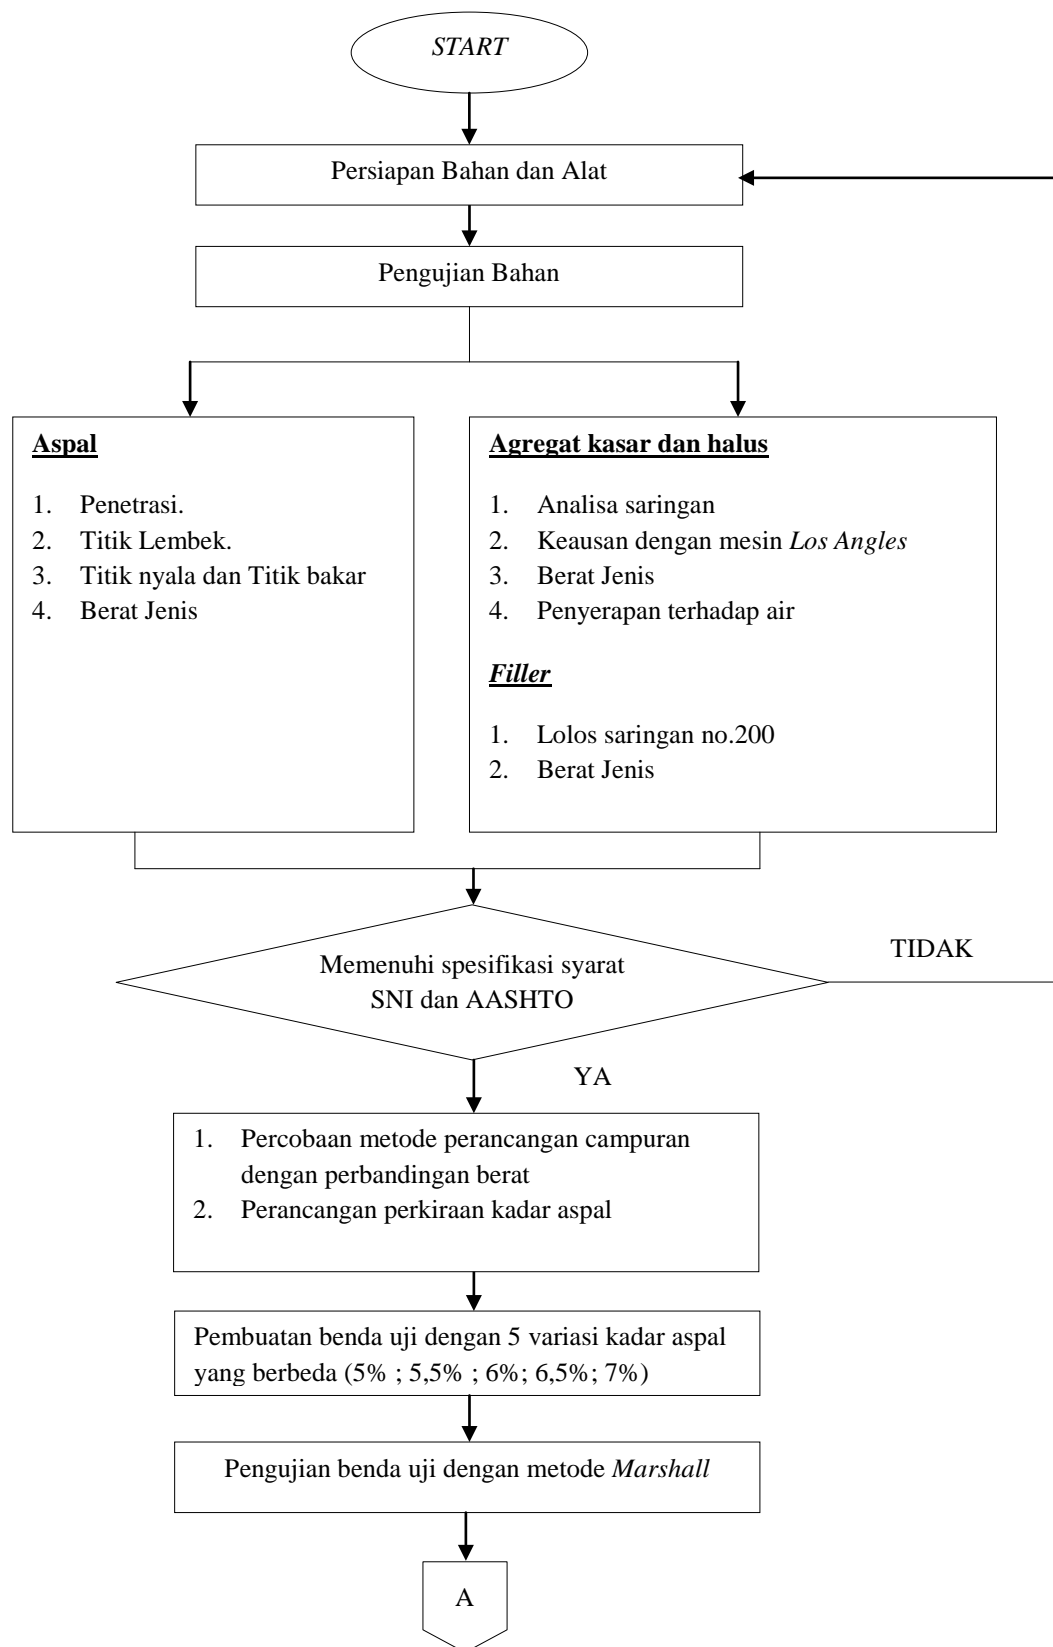 START
Persiapan Bahan dan Alat
Pengujian Bahan
Aspal
1. Penetrasi.
2. Titik Lembek.
3. Titik nyala dan Titik bakar
4. Berat Jenis
Agregat kasar dan halus
1. Analisa saringan
2. Keausan dengan mesin Los Angles
3. Berat Jenis
4. Penyerapan terhadap air
Filler
1. Lolos saringan no.200
2. Berat Jenis
Memenuhi spesifikasi syarat
SNI dan AASHTO
TIDAK
YA
1. Percobaan metode perancangan campuran
dengan perbandingan berat
2. Perancangan perkiraan kadar aspal
Pembuatan benda uji dengan 5 variasi kadar aspal
yang berbeda (5% ; 5,5% ; 6%; 6,5%; 7%)
Pengujian benda uji dengan metode Marshall
A